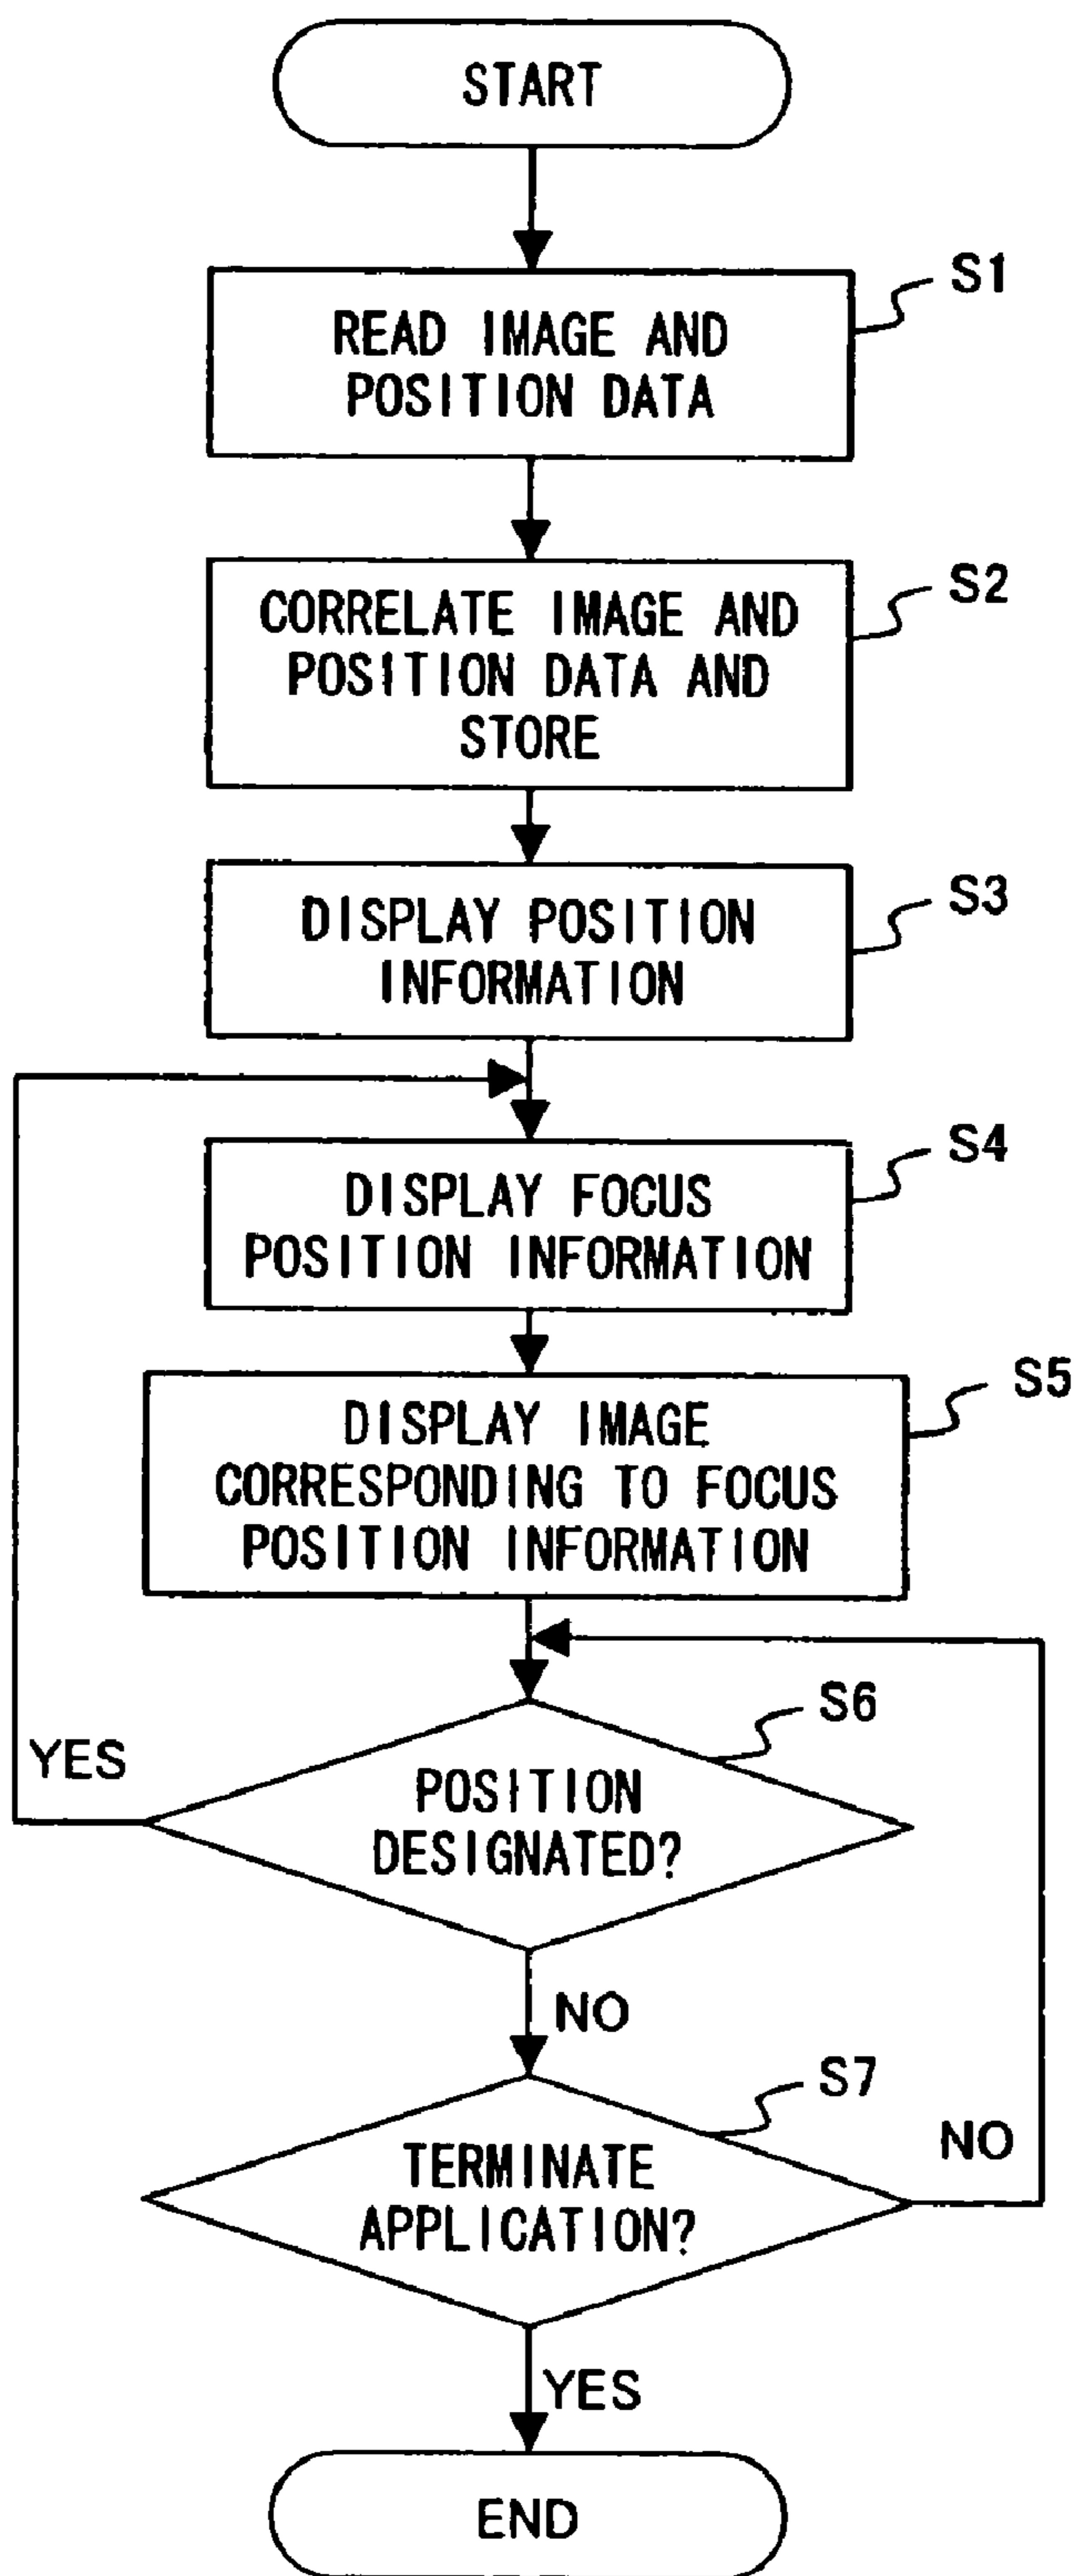 START
S1
READ IMAGE AND
POSITION DATA
S2
CORRELATE IMAGE AND
POSITION DATA AND
STORE
S3
DISPLAY POSITION
INFORMATION
S4
DISPLAY FOCUS
POSITION INFORMATION
S5
DISPLAY IMAGE
CORRESPONDING TO FOCUS
POSITION INFORMATION
S6
YES
POSITION
DESIGNATED?
NO
S7
NO
TERMINATE
APPLICATION?
YES
END